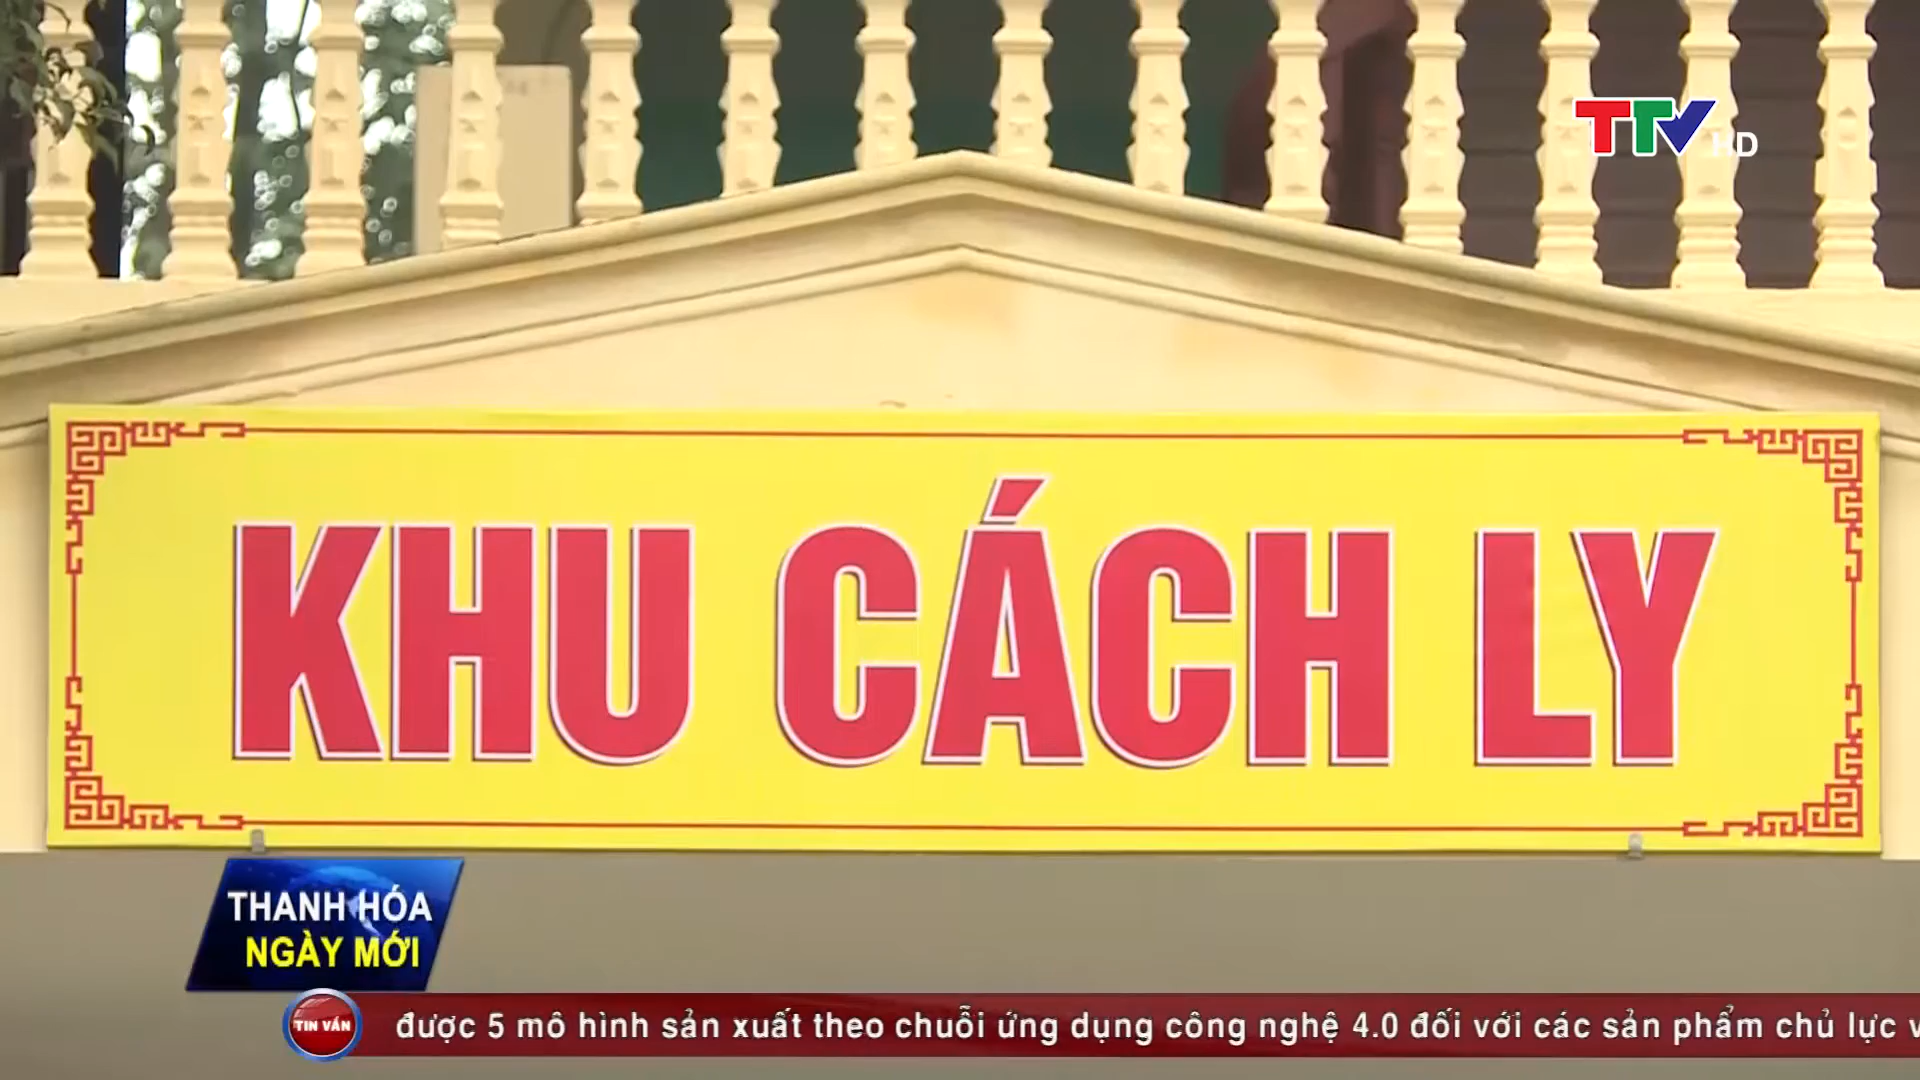 TTV HD
KHU CÁCH LY
THANH HÓA
NGÀY MỚI
TIN VẮN
được 5 mô hình sản xuất theo chuỗi ứng dụng công nghệ 4.0 đối với các sản phẩm chủ lực